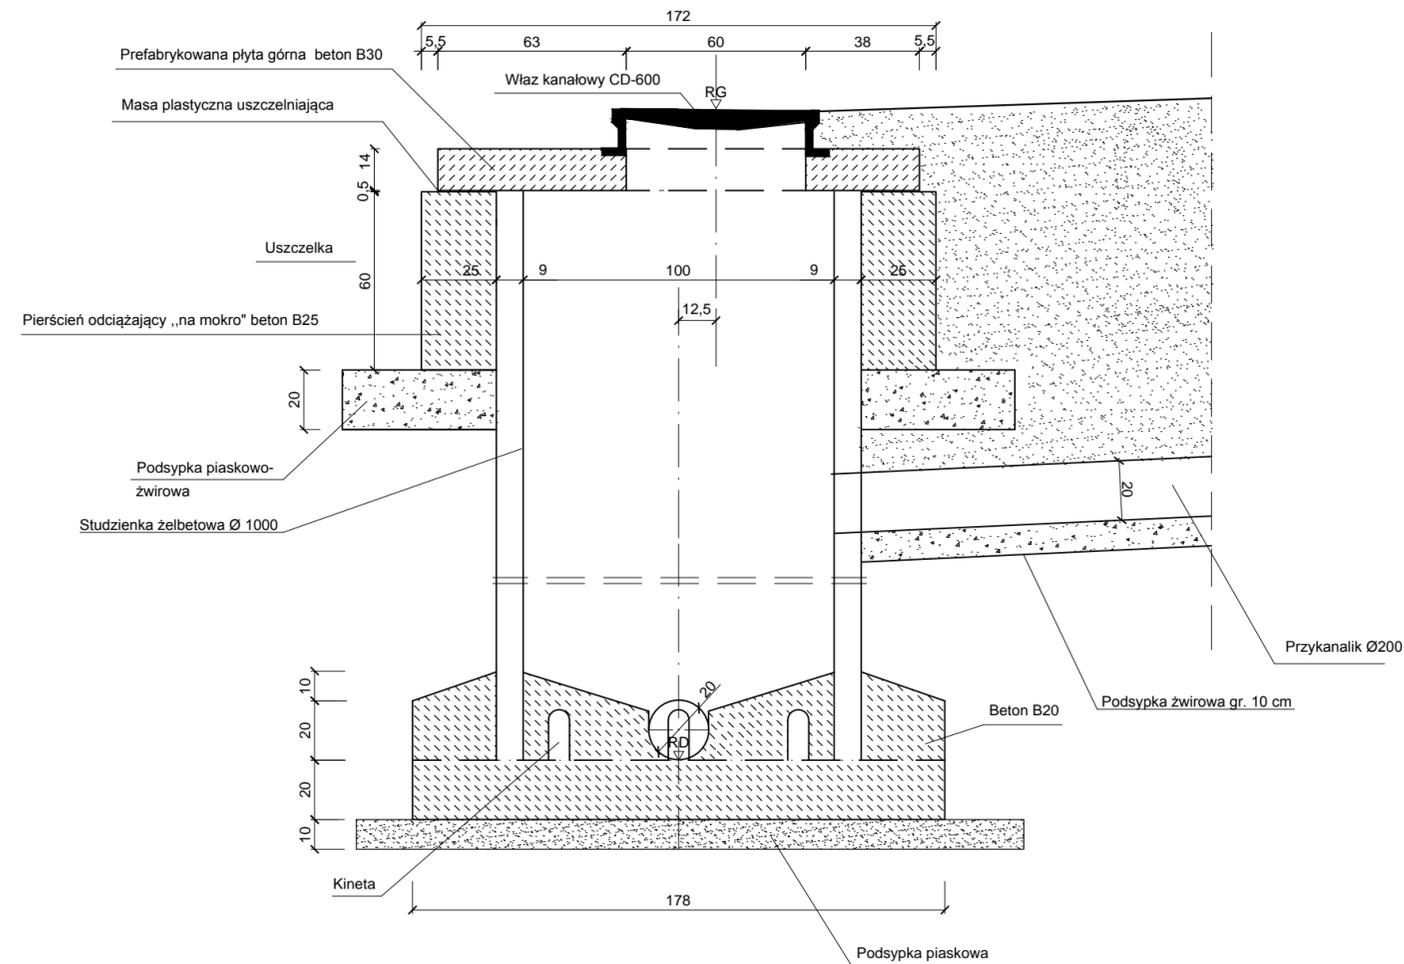 172
5,5
63
60
38
5,5
Prefabrykowana płyta górna beton B30
Właz kanałowy CD-600
RG
Masa plastyczna uszczelniająca
14
0,5
Uszczelka
60
25
9
100
9
25
12,5
Pierścień odciążający ,,na mokro" beton B25
20
Podsypka piaskowo-
żwirowa
20
Studzienka żelbetowa Ø 1000
Przykanalik Ø200
10
20
Podsypka żwirowa gr. 10 cm
Beton B20
20
RD
20
10
Kineta
178
Podsypka piaskowa